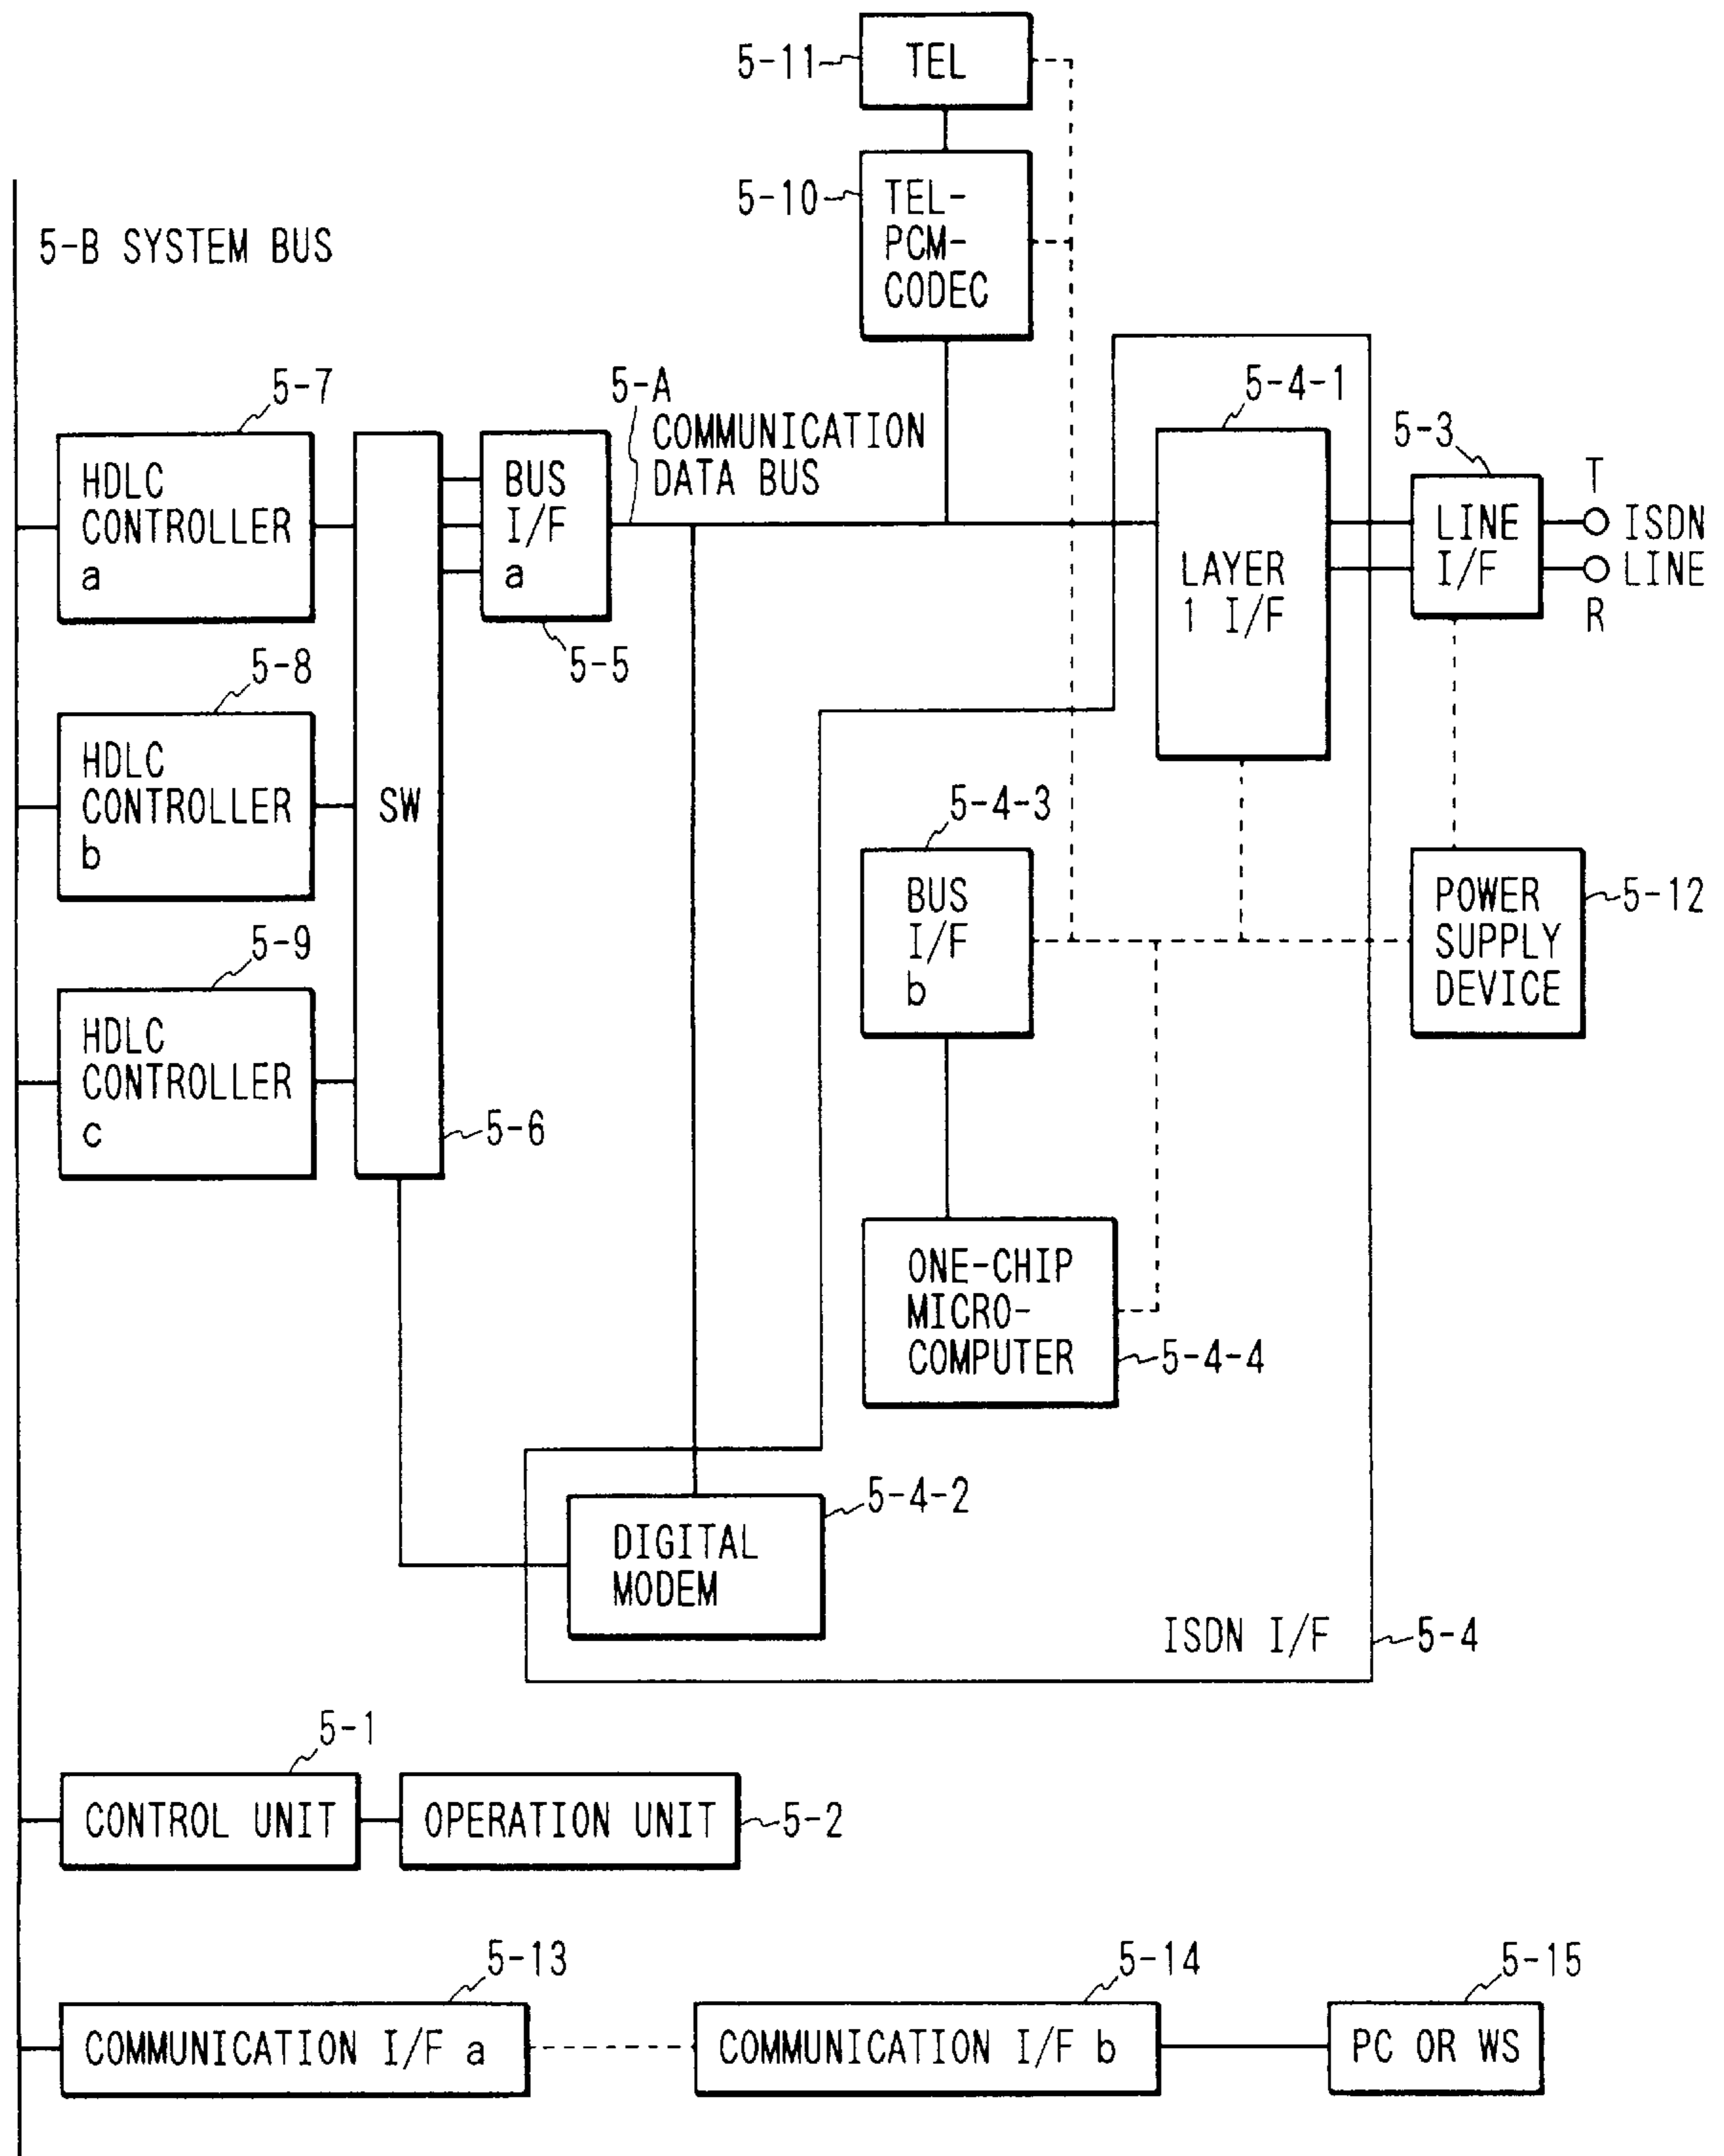 5-11
TEL
5-10
TEL-
PCM-
CODEC
5-B SYSTEM BUS
5-7
HDLC
CONTROLLER
a
5-8
HDLC
CONTROLLER
b
5-9
HDLC
CONTROLLER
c
SW
5-6
BUS
I/F
a
5-5
5-A
COMMUNICATION
DATA BUS
5-4-1
LAYER
1 I/F
5-3
LINE
I/F
T
ISDN
LINE
R
5-4-3
BUS
I/F
b
POWER
SUPPLY
DEVICE
5-12
ONE-CHIP
MICRO-
COMPUTER
5-4-4
5-4-2
DIGITAL
MODEM
ISDN I/F
5-4
5-1
CONTROL UNIT
OPERATION UNIT
5-2
5-13
COMMUNICATION I/F a
5-14
COMMUNICATION I/F b
5-15
PC OR WS